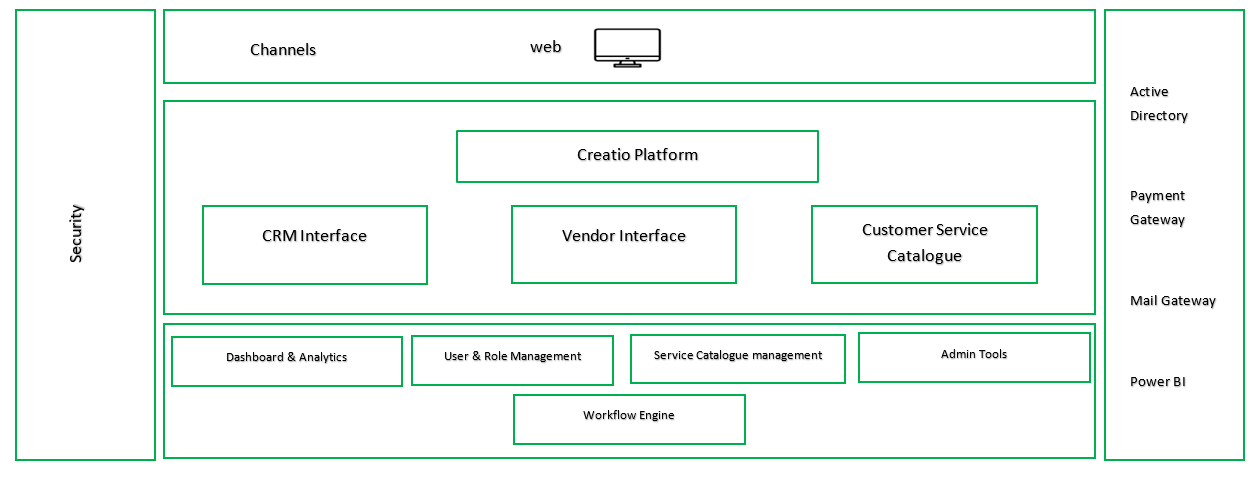 Security
Channels
web
Creatio Platform
CRM Interface
Vendor Interface
Customer Service
Catalogue
Dashboard & Analytics
User & Role Management
Service Catalogue management
Admin Tools
Workflow Engine
Active
Directory
Payment
Gateway
Mail Gateway
Power BI